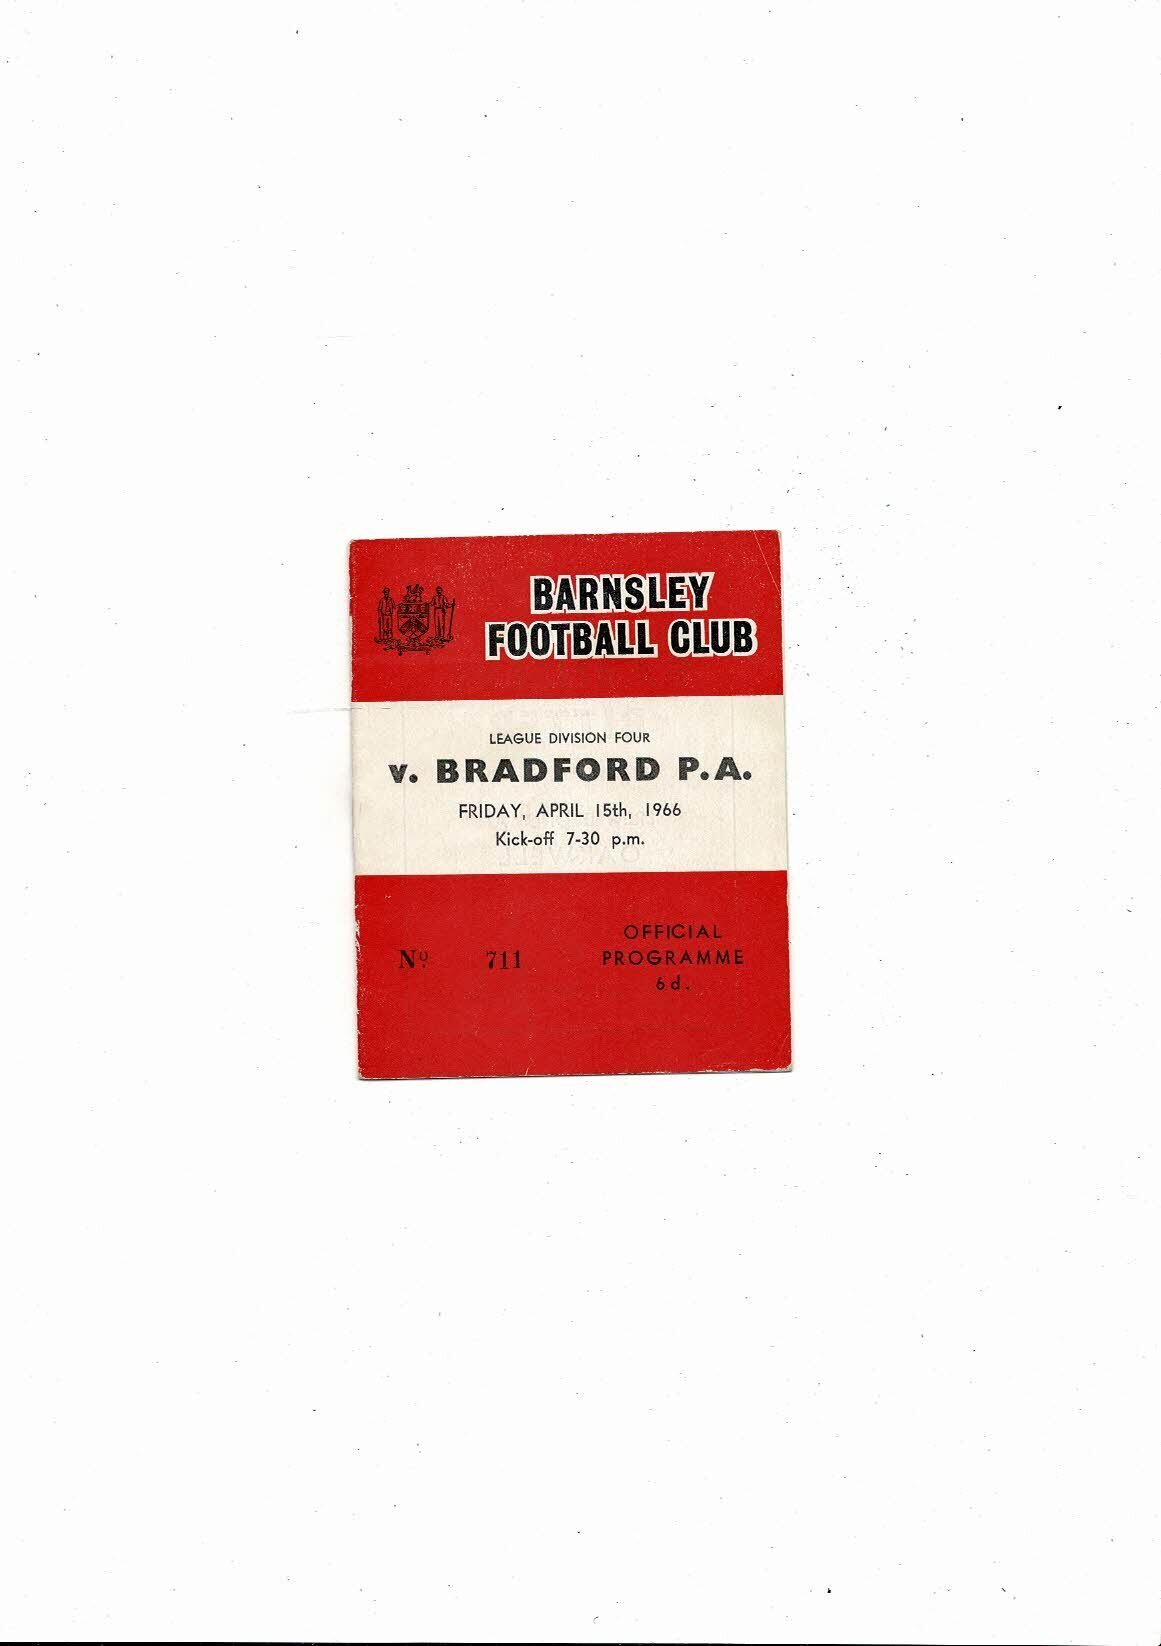 BARNSLEY
FOOTBALL CLUB
LEAGUE DIVISION FOUR
v. BRADFORD P.A.
FRIDAY, APRIL 15th, 1966
Kick-off 7-30 p.m.
Nº 711
OFFICIAL
PROGRAMME
6d.